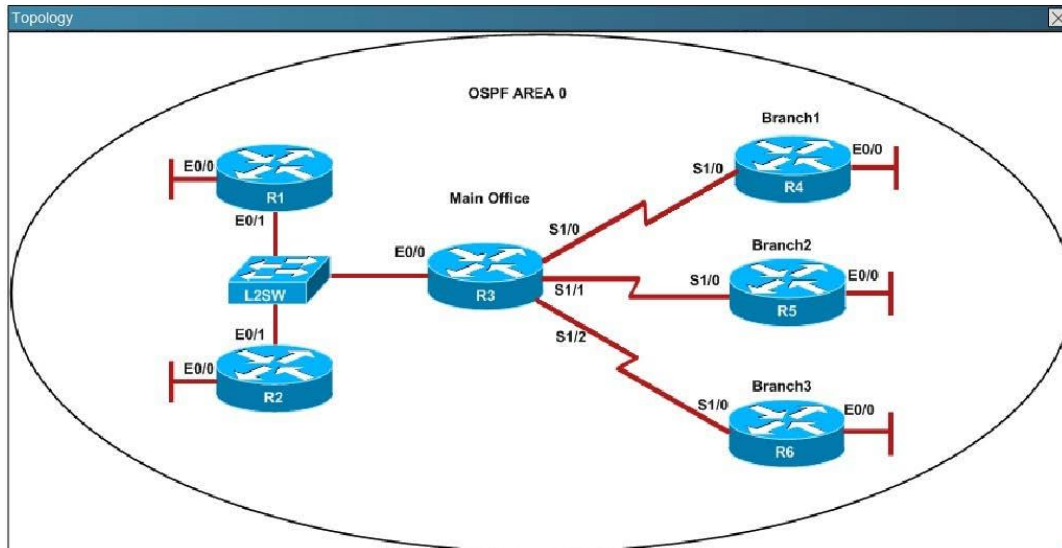 Topology
OSPF AREA 0
Branch1
E0/0
R1
E0/1
S1/0
E0/0
R4
Main Office
S1/0
Branch2
E0/0
R3
L2SW
S1/1
S1/0
E0/0
R5
E0/1
S1/2
E0/0
R2
Branch3
S1/0
E0/0
R6